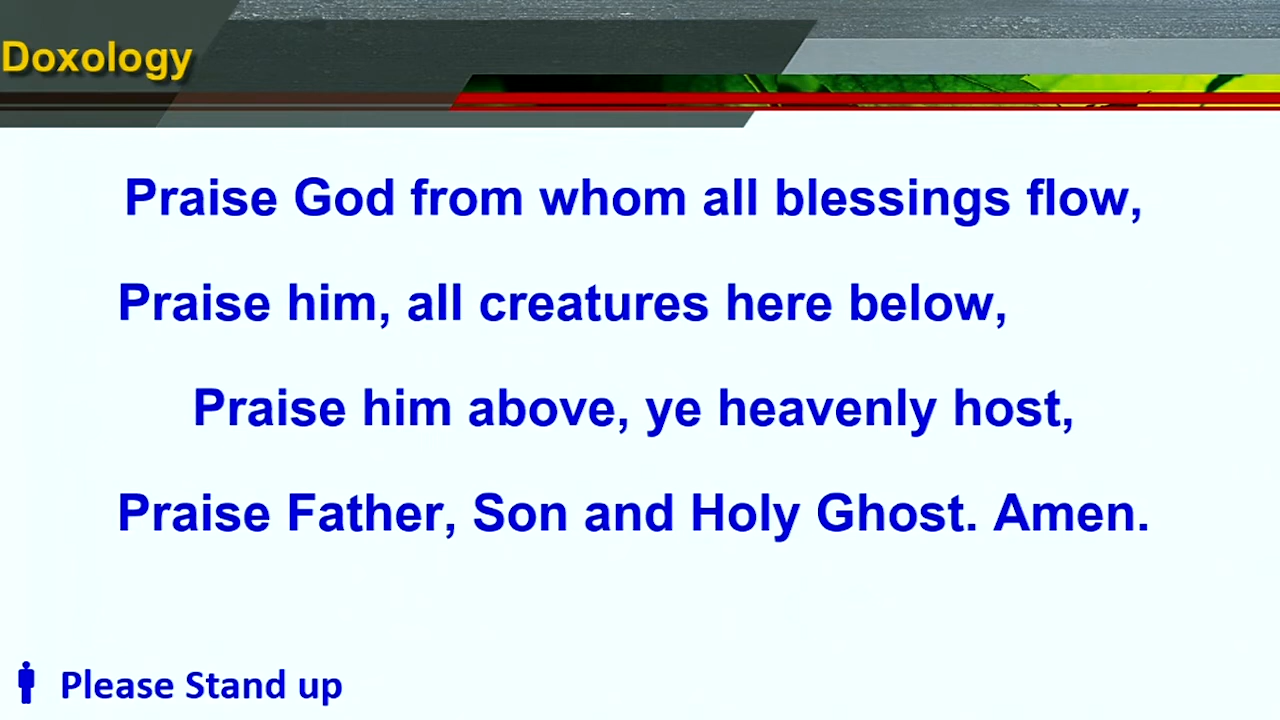 Doxology
Praise God from whom all blessings flow,
Praise him, all creatures here below,
Praise him above, ye heavenly host,
Praise Father, Son and Holy Ghost. Amen.
Please Stand up